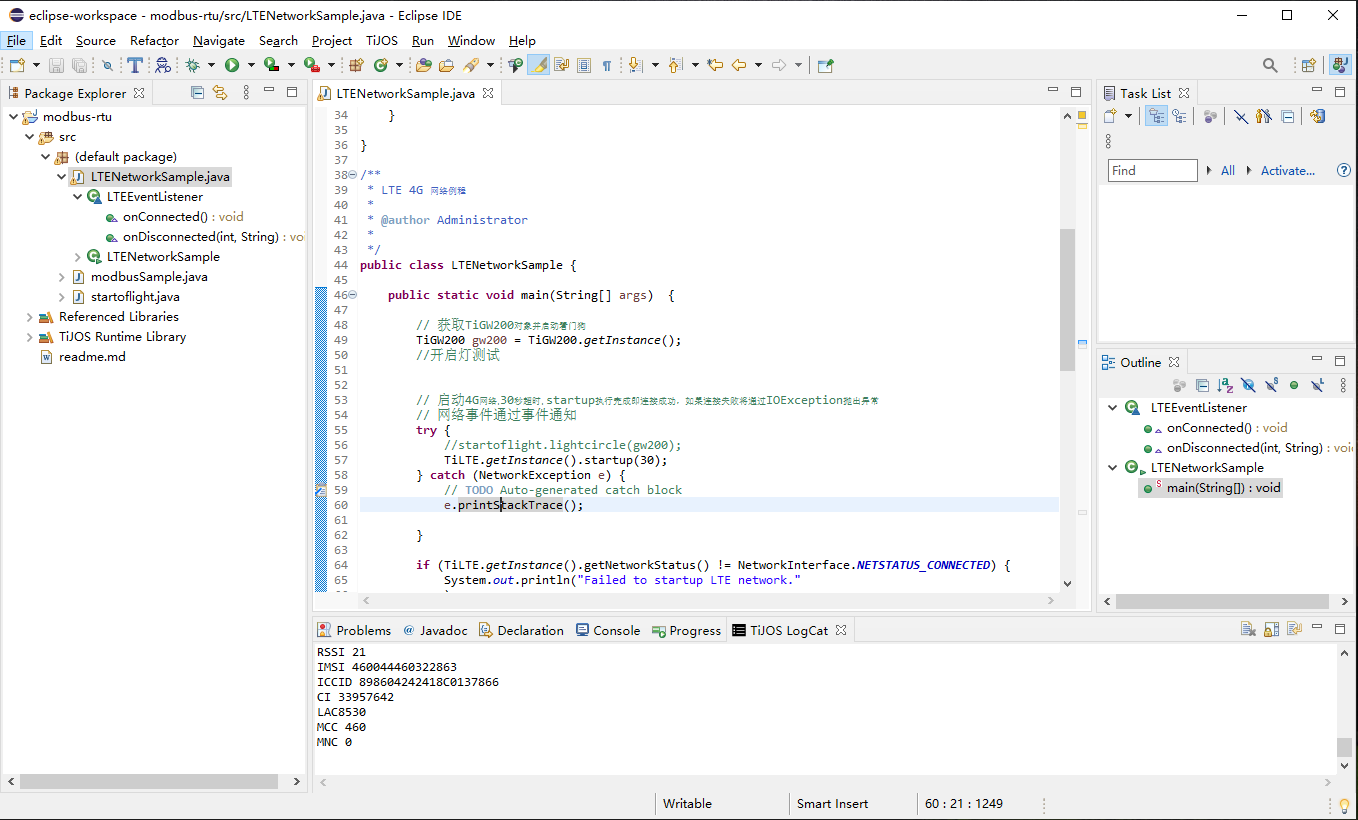 eclipse-workspace - modbus-rtu/src/LTENetworkSample.java - Eclipse IDE
File Edit Source Refactor Navigate Search Project TiJOS Run Window Help
Package Explorer
modbus-rtu
src
(default package)
LTENetworkSample.java
LTEEventListener
onConnected() : void
onDisconnected(int, String) : voi
LTENetworkSample
modbusSample.java
startoflight.java
Referenced Libraries
TiJOS Runtime Library
readme.md
LTENetworkSample.java
34 }
35
36 }
37
38 /**
39 * LTE 4G 网络例程
40 *
41 * @author Administrator
42 *
43 */
44 public class LTENetworkSample {
45
46 public static void main(String[] args) {
47
48 // 获取TiGW200对象并启动看门狗
49 TiGW200 gw200 = TiGW200.getInstance();
50 //开启灯测试
51
52
53 // 启动4G网络,30秒超时,startup执行完成即连接成功, 如果连接失败将通过IOException抛出异常
54 // 网络事件通过事件通知
55 try {
56 //startoflight.lightcircle(gw200);
57 TiLTE.getInstance().startup(30);
58 } catch (NetworkException e) {
59 // TODO Auto-generated catch block
60 e.printStackTrace();
61
62 }
63
64 if (TiLTE.getInstance().getNetworkStatus() != NetworkInterface.NETSTATUS_CONNECTED) {
65 System.out.println("Failed to startup LTE network."
Task List
Find All Activate...
Outline
LTEEventListener
onConnected() : void
onDisconnected(int, String) : voi
LTENetworkSample
main(String[]) : void
Problems @ Javadoc Declaration Console Progress TiJOS LogCat
RSSI 21
IMSI 460044460322863
ICCID 898604242418C0137866
CI 33957642
LAC8530
MCC 460
MNC 0
Writable Smart Insert 60 : 21 : 1249